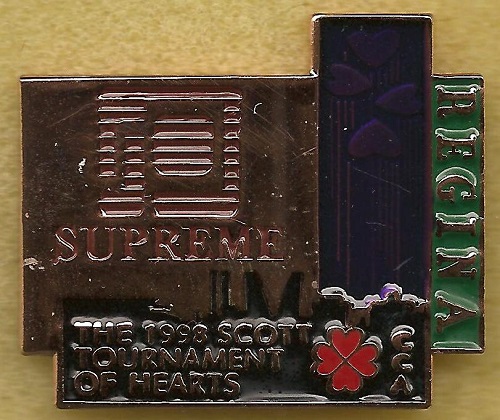 SUPREME
REGINA
THE 1998 SCOTT
TOURNAMENT
OF HEARTS
CCA